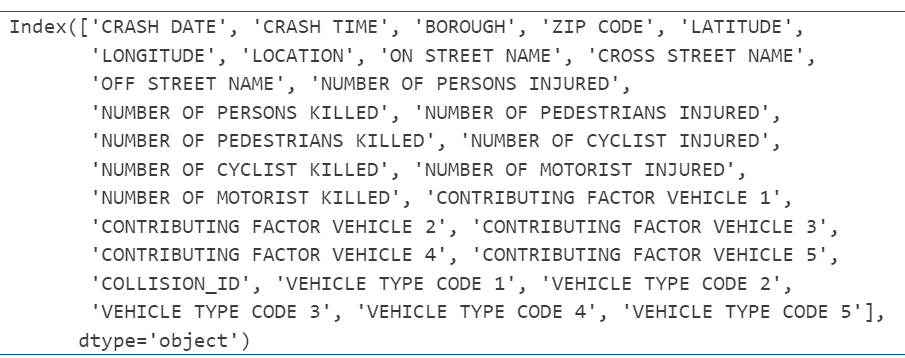 Index(['CRASH DATE', 'CRASH TIME', 'BOROUGH', 'ZIP CODE', 'LATITUDE',
'LONGITUDE', 'LOCATION', 'ON STREET NAME', 'CROSS STREET NAME',
'OFF STREET NAME', 'NUMBER OF PERSONS INJURED',
'NUMBER OF PERSONS KILLED', 'NUMBER OF PEDESTRIANS INJURED',
'NUMBER OF PEDESTRIANS KILLED', 'NUMBER OF CYCLIST INJURED',
'NUMBER OF CYCLIST KILLED', 'NUMBER OF MOTORIST INJURED',
'NUMBER OF MOTORIST KILLED', 'CONTRIBUTING FACTOR VEHICLE 1',
'CONTRIBUTING FACTOR VEHICLE 2', 'CONTRIBUTING FACTOR VEHICLE 3',
'CONTRIBUTING FACTOR VEHICLE 4', 'CONTRIBUTING FACTOR VEHICLE 5',
'COLLISION_ID', 'VEHICLE TYPE CODE 1', 'VEHICLE TYPE CODE 2',
'VEHICLE TYPE CODE 3', 'VEHICLE TYPE CODE 4', 'VEHICLE TYPE CODE 5'],
dtype='object')